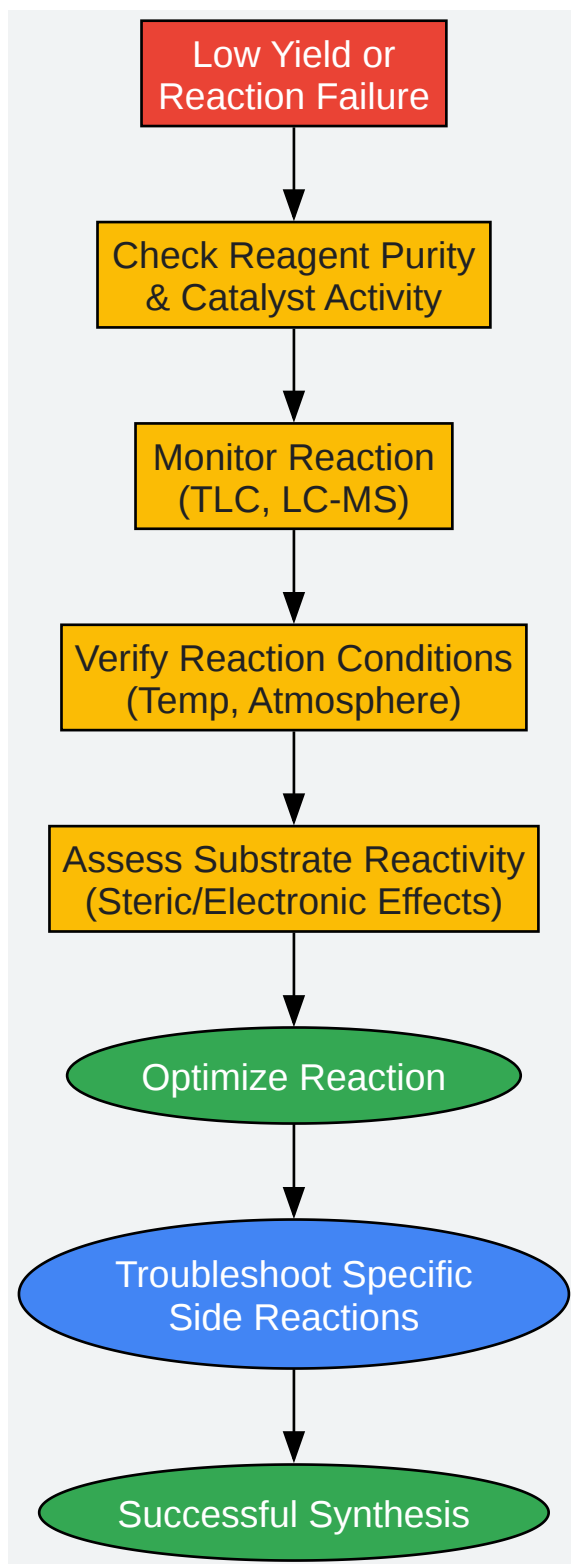 Low Yield or
Reaction Failure
Check Reagent Purity
& Catalyst Activity
Monitor Reaction
(TLC, LC-MS)
Verify Reaction Conditions
(Temp, Atmosphere)
Assess Substrate Reactivity
(Steric/Electronic Effects)
Optimize Reaction
Troubleshoot Specific
Side Reactions
Successful Synthesis